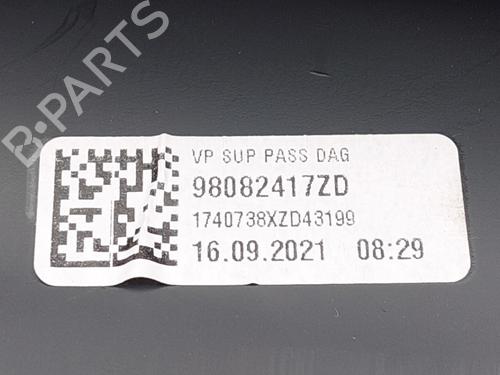 B-PARTS
VP SUP PASS DAG
98082417ZD
1740738XZD43199
16.09.2021 08:29